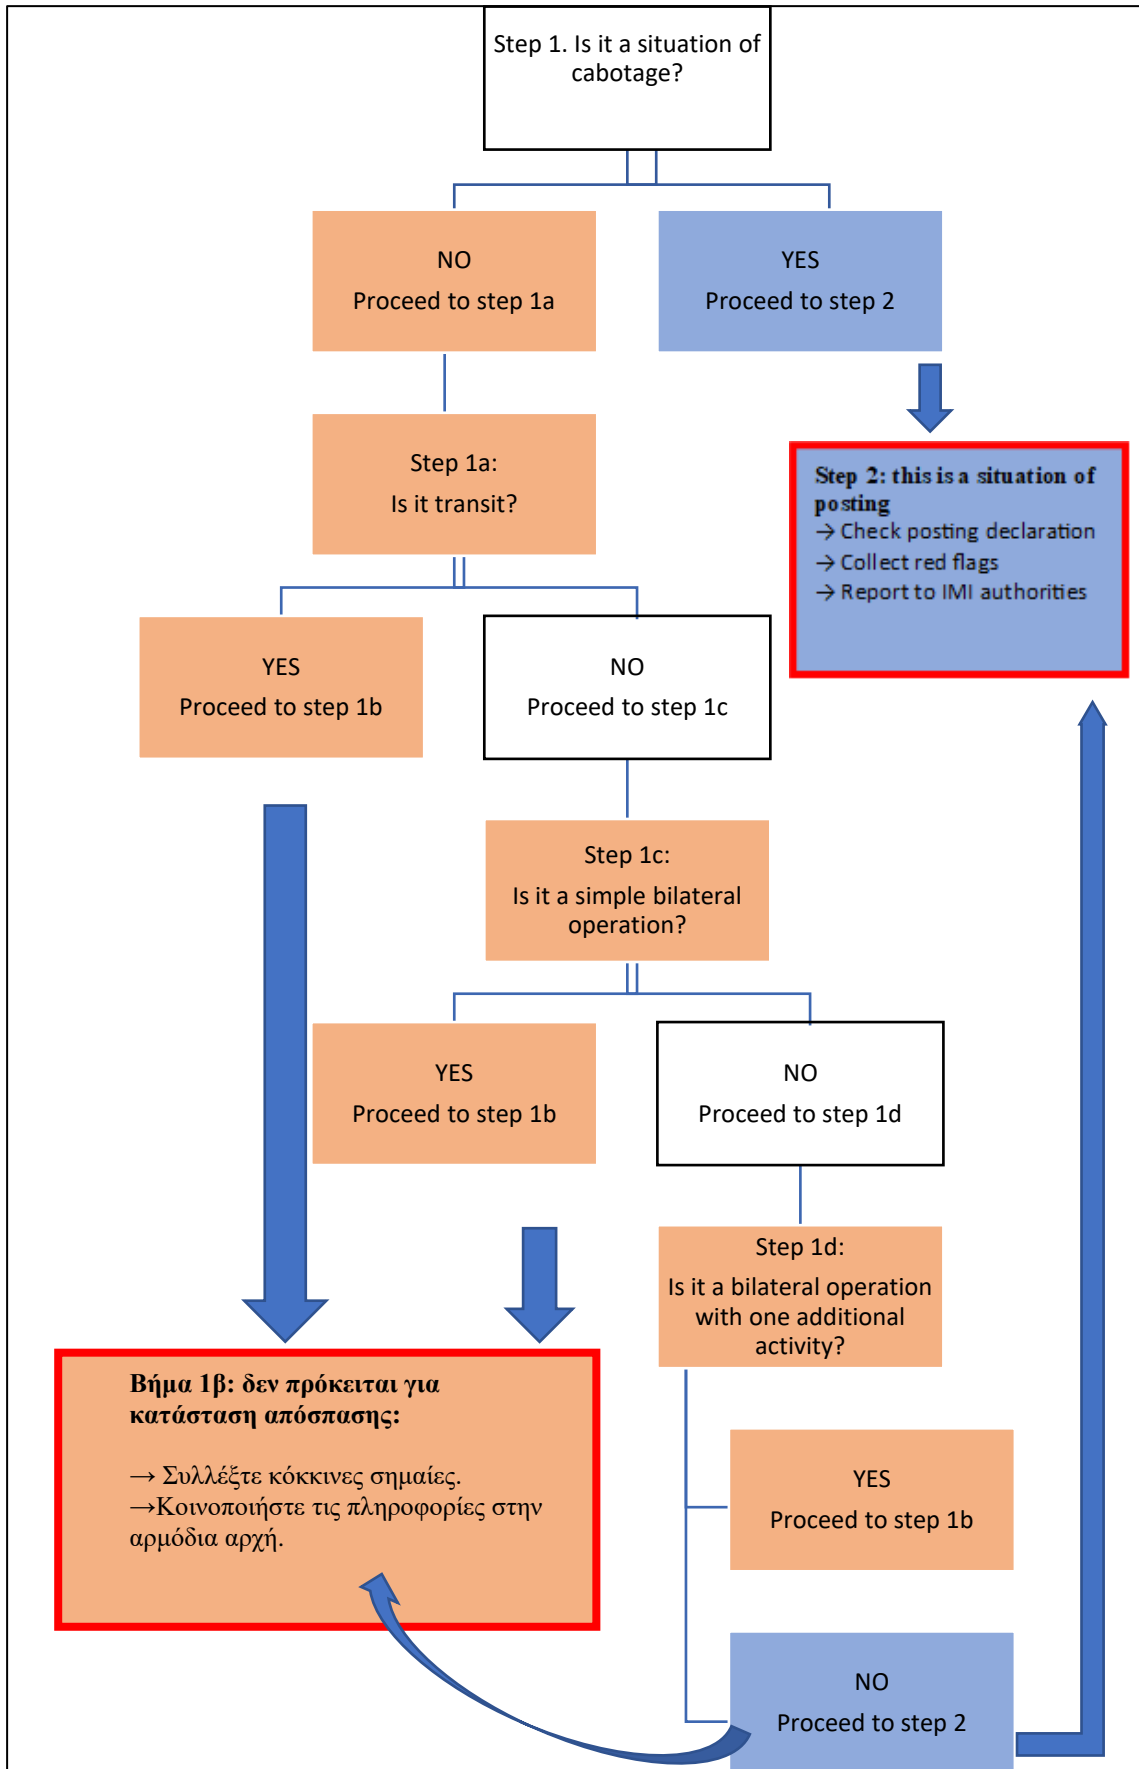 Step 1. Is it a situation of
cabotage?
NO
Proceed to step 1a
YES
Proceed to step 2
Step 1a:
Is it transit?
Step 2: this is a situation of
posting
→ Check posting declaration
→ Collect red flags
→ Report to IMI authorities
YES
Proceed to step 1b
NO
Proceed to step 1c
Step 1c:
Is it a simple bilateral
operation?
YES
Proceed to step 1b
NO
Proceed to step 1d
Step 1d:
Is it a bilateral operation
with one additional
activity?
Βήμα 1β: δεν πρόκειται για
κατάσταση απόσπασης:
→ Συλλέξτε κόκκινες σημαίες.
→Κοινοποιήστε τις πληροφορίες στην
αρμόδια αρχή.
YES
Proceed to step 1b
NO
Proceed to step 2